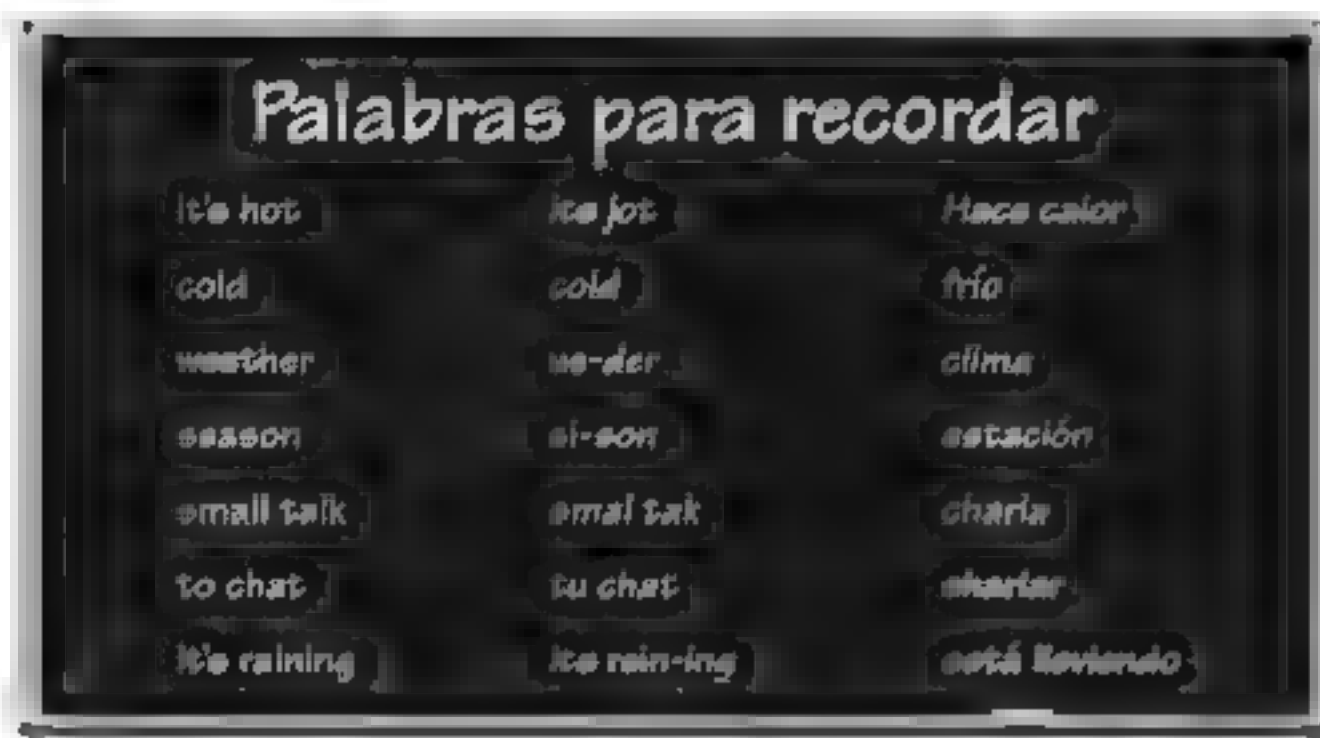 Palabras para recordar
It's hot its jot Hace calor
cold cold frío
weather we-der clima
season si-son estación
small talk smal tak charla
to chat tu chat charlar
It's raining its rein-ing está lloviendo